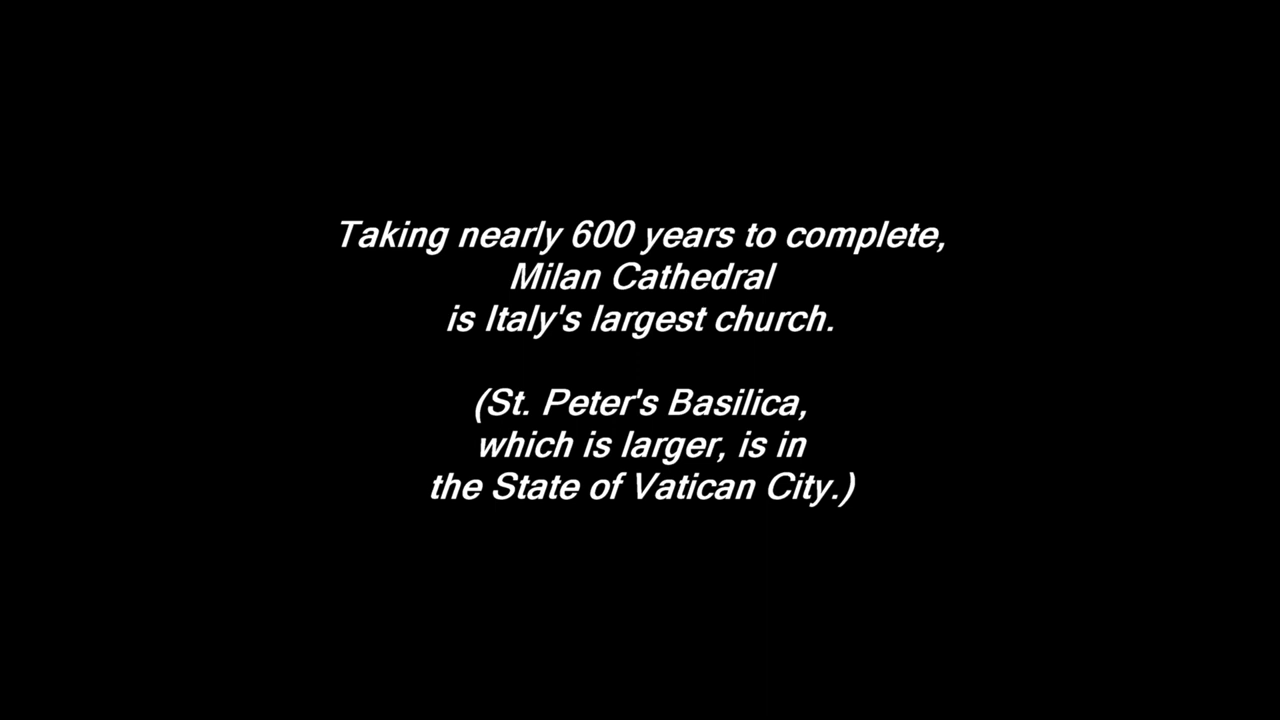 Taking nearly 600 years to complete,
Milan Cathedral
is Italy's largest church.
(St. Peter's Basilica,
which is larger, is in
the State of Vatican City.)